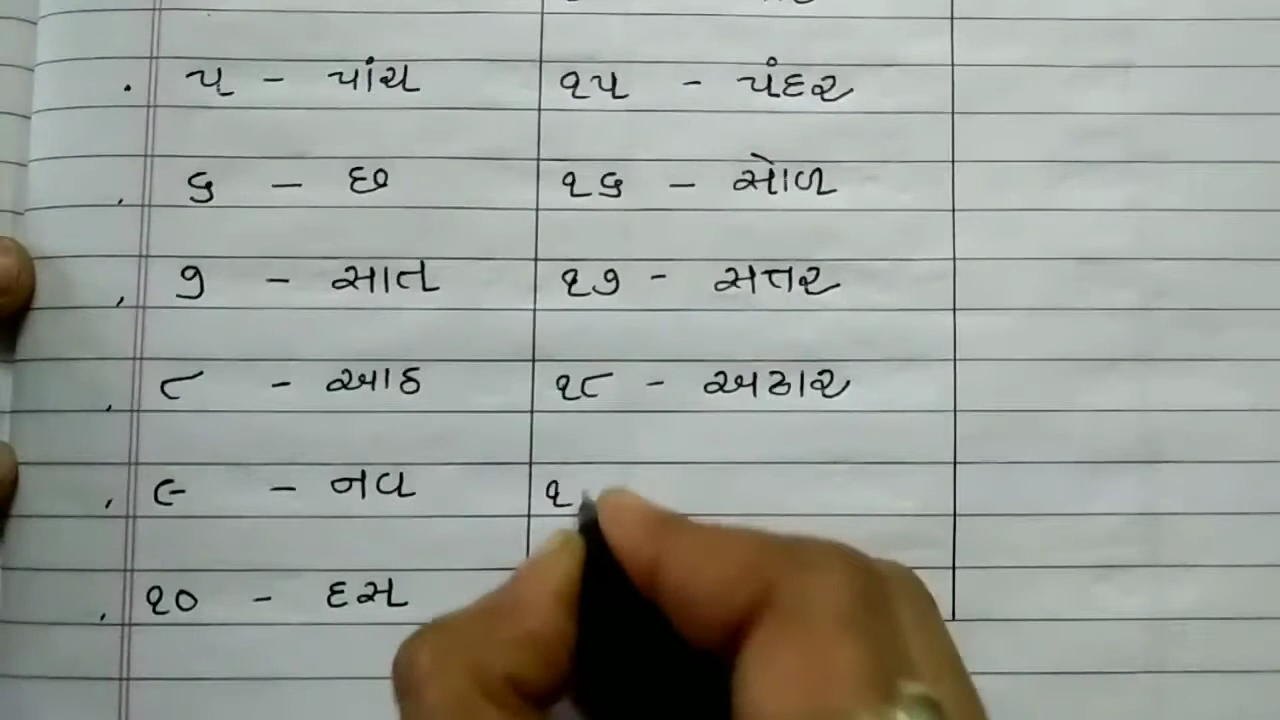 ૫ - પાંચ ૧૫ - પંદર
૬ - છ ૧૬ - સોળ
૭ - સાત ૧૭ - સત્તર
૮ - આઠ ૧૮ - અઢાર
૯ - નવ ૧
૧૦ - દસ